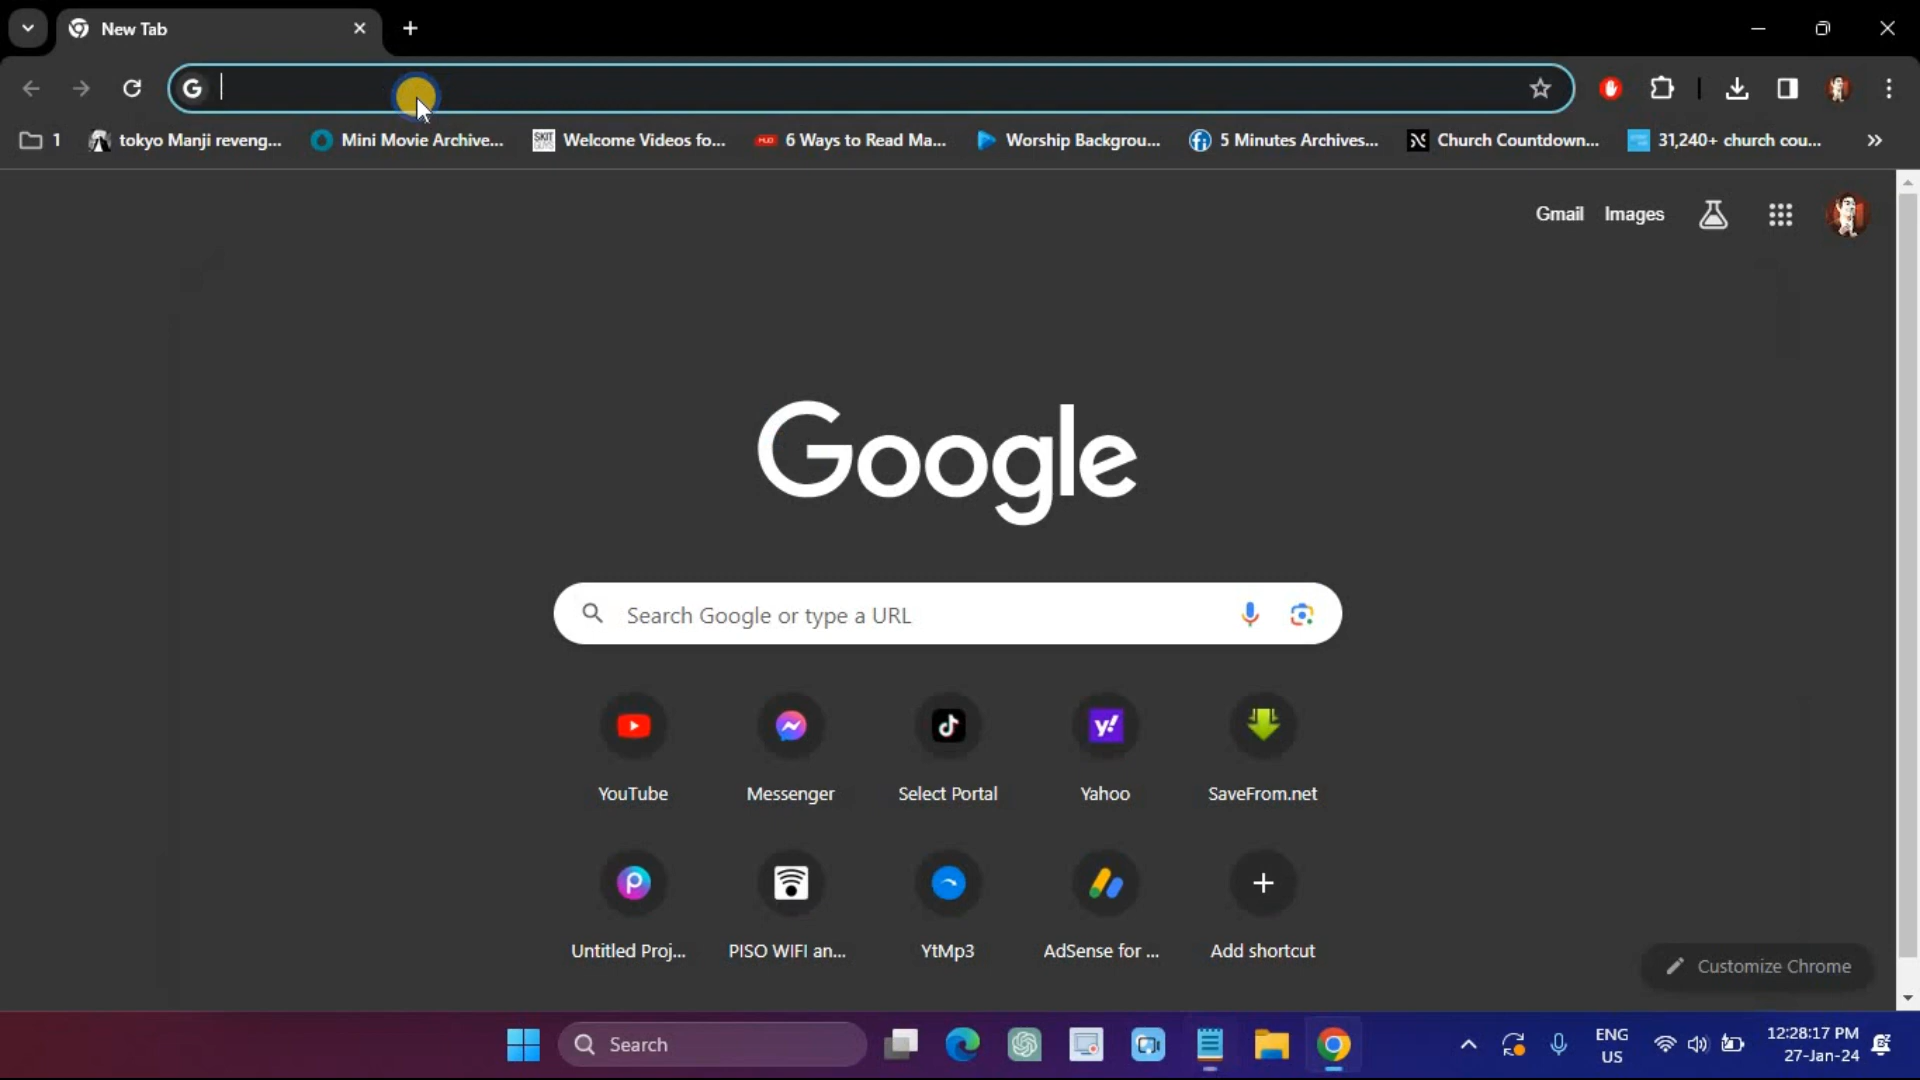 New Tab
1
tokyo Manji reveng...
Mini Movie Archive...
SKIT GUYS
Welcome Videos fo...
MUO
6 Ways to Read Ma...
Worship Backgrou...
5 Minutes Archives...
Church Countdown...
31,240+ church cou...
Gmail
Images
Google
Search Google or type a URL
YouTube
Messenger
Select Portal
Yahoo
SaveFrom.net
Untitled Proj...
PISO WIFI an...
YtMp3
AdSense for ...
Add shortcut
Customize Chrome
Search
ENG
US
12:28:17 PM
27-Jan-24